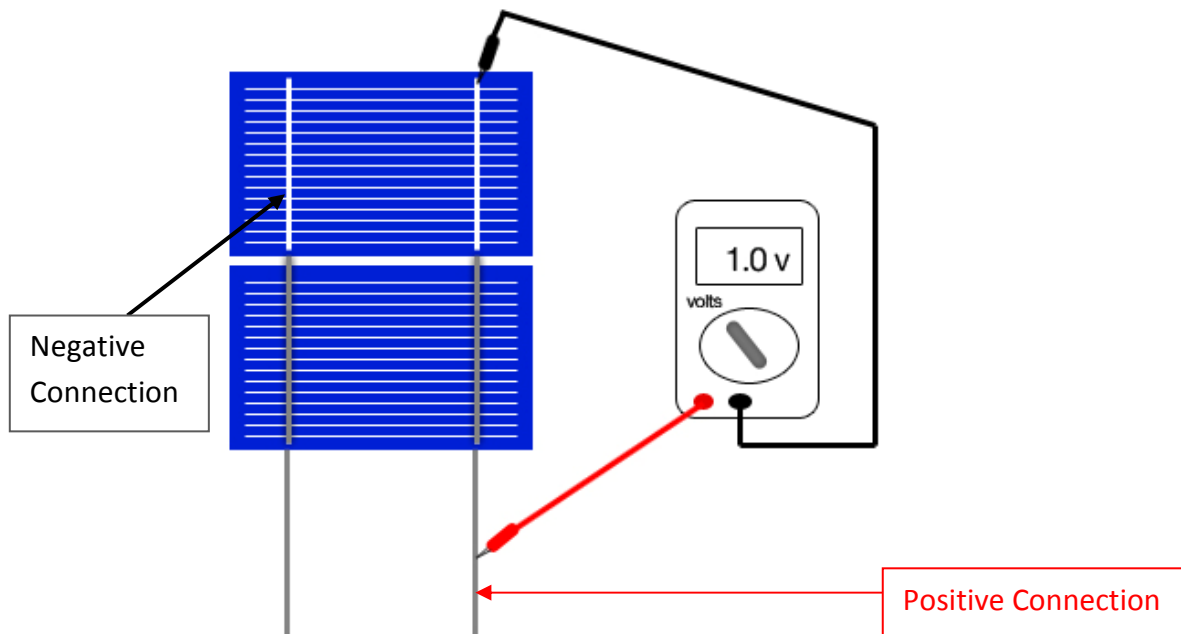 1.0 v
volts
Negative
Connection
Positive Connection